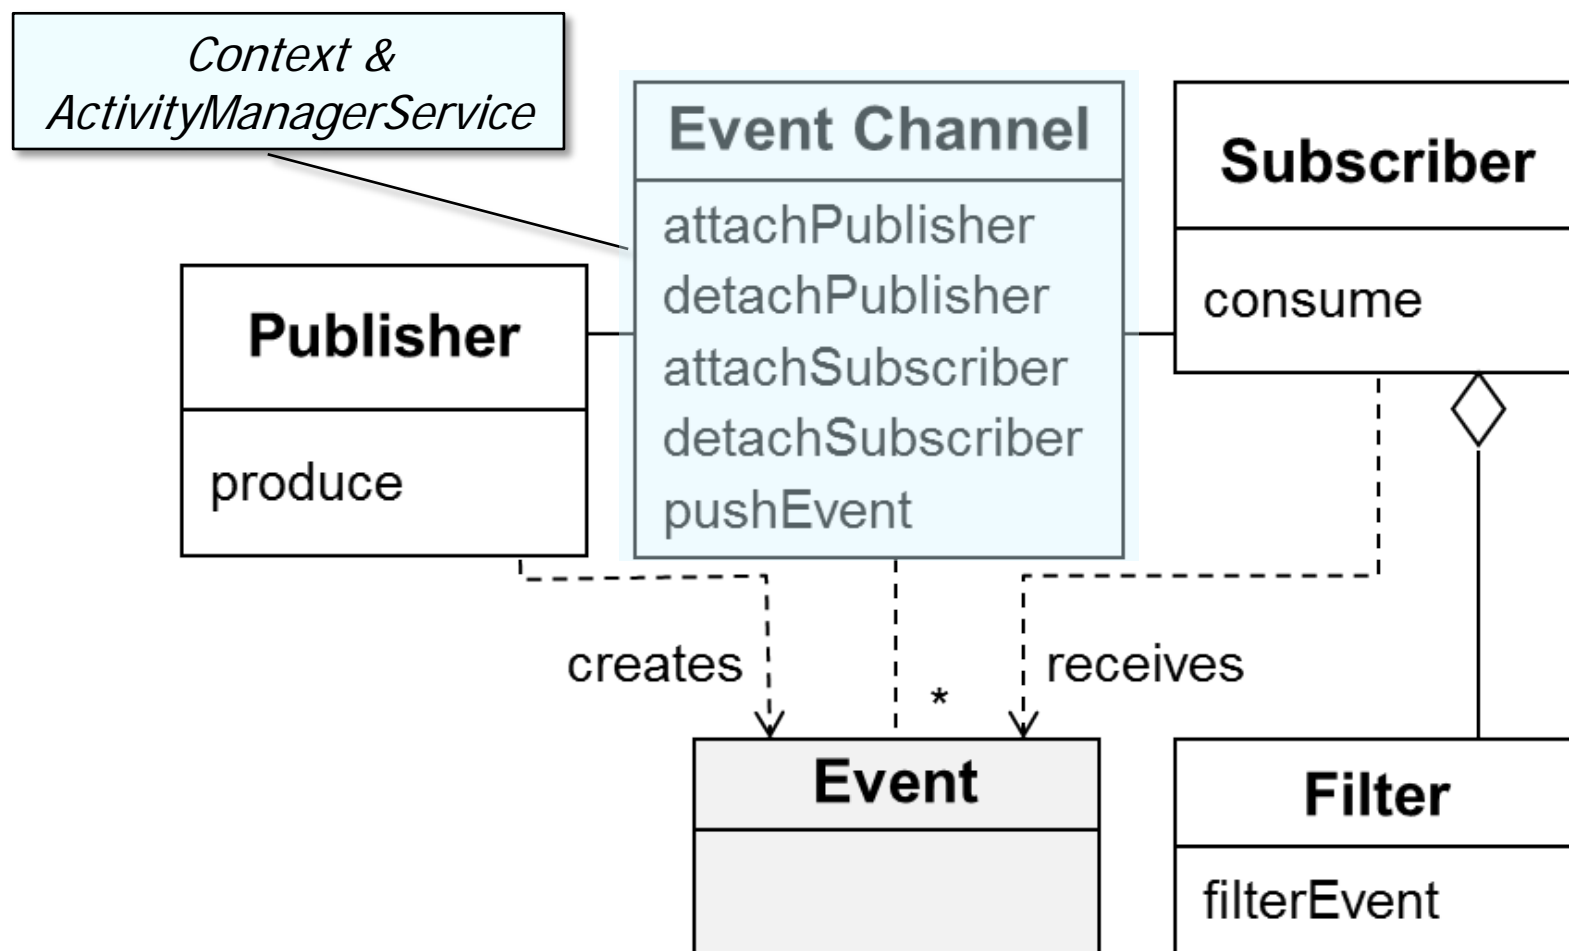 Context &
ActivityManagerService
Event Channel
attachPublisher
detachPublisher
attachSubscriber
detachSubscriber
pushEvent
Subscriber
consume
Publisher
produce
creates
*
receives
Event
Filter
filterEvent